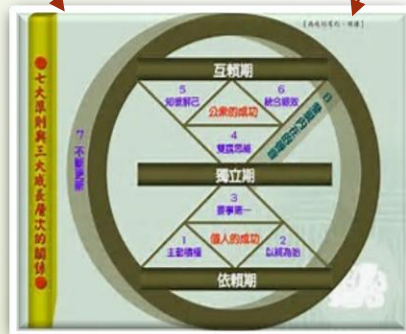 七大準則與三大成長層次的關係
互賴期
5
知彼解己
6
統合綜效
公眾的成功
4
雙贏思維
獨立期
3
要事第一
個人的成功
1
主動積極
2
以終為始
依賴期
7 不斷更新